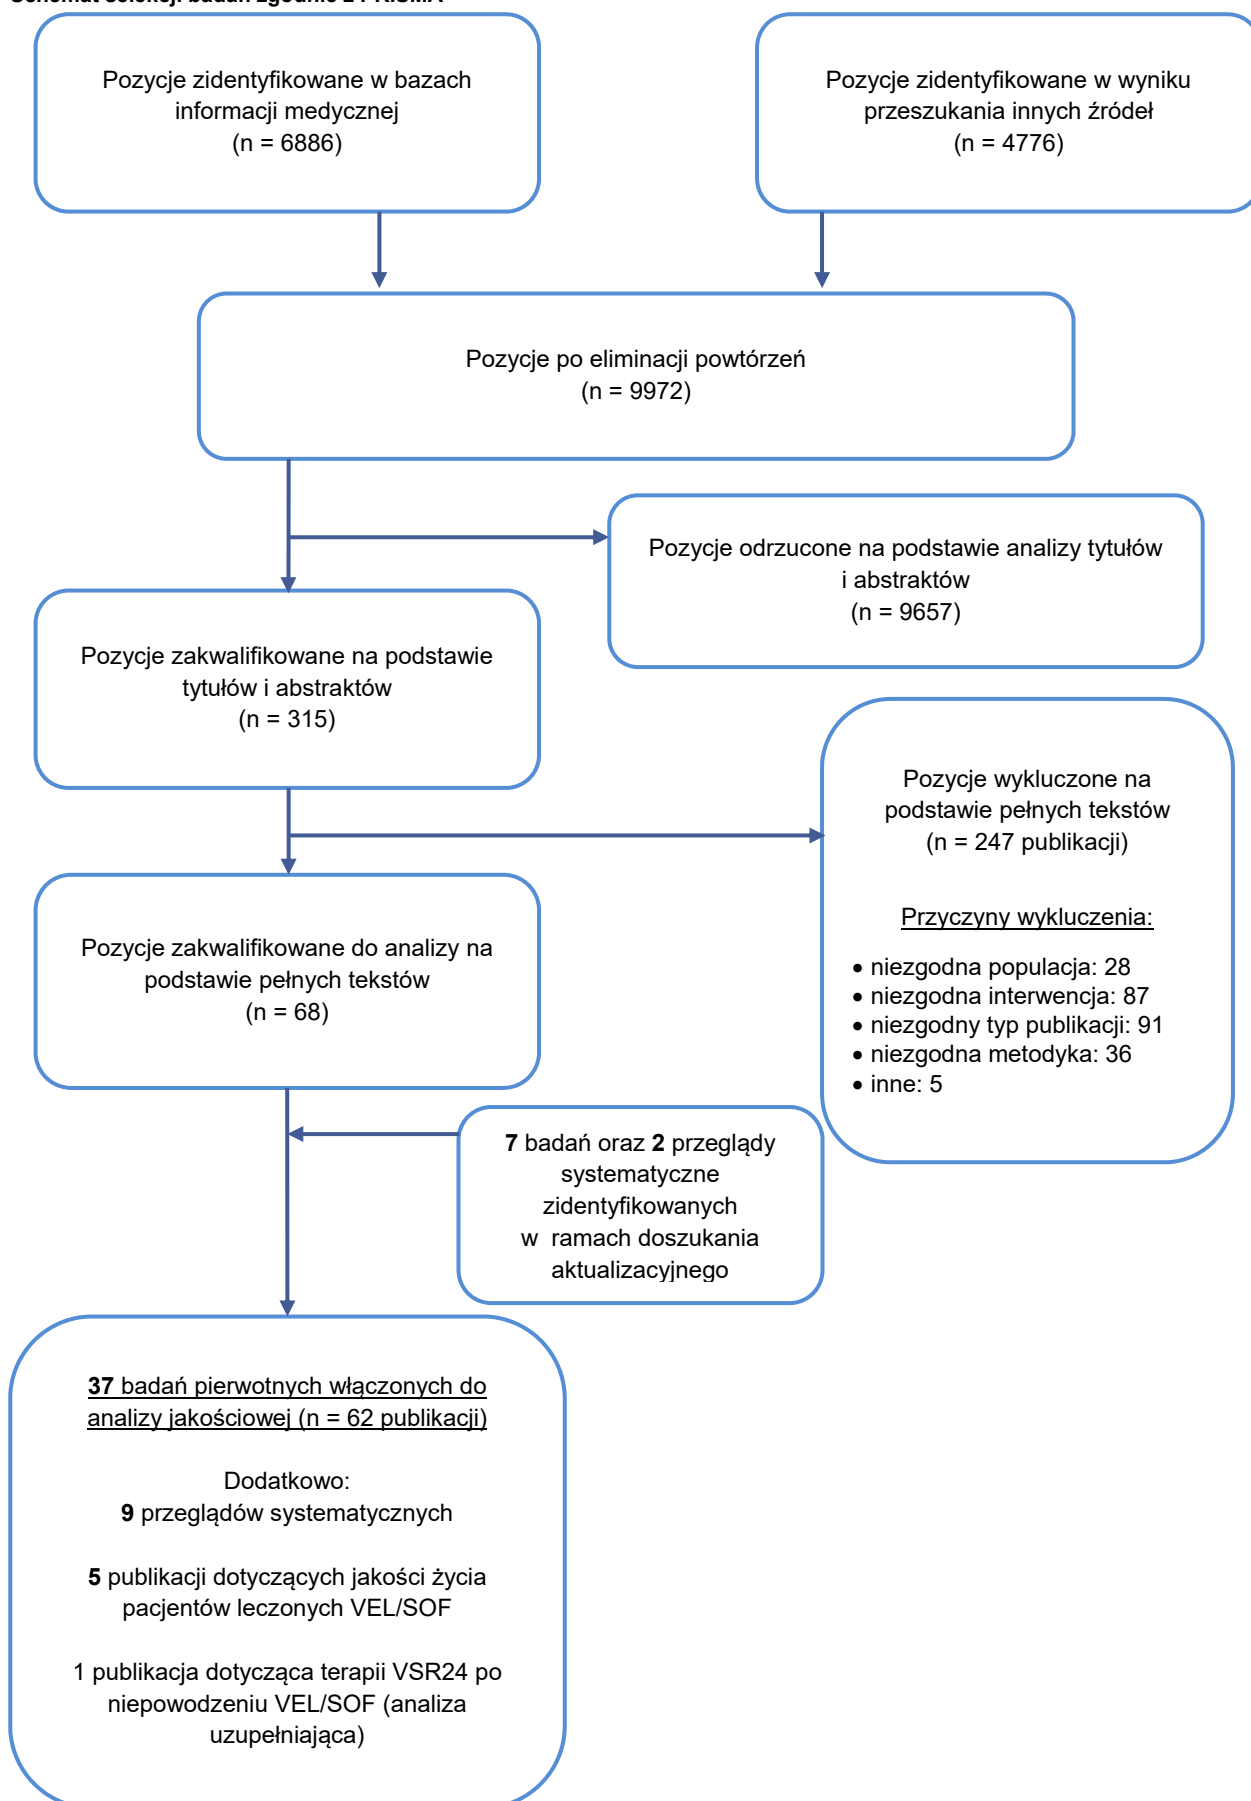 Schemat selekcji badań zgodnie z PRISMA
Pozycje zidentyfikowane w bazach
informacji medycznej
(n = 6886)
Pozycje zidentyfikowane w wyniku
przeszukania innych źródeł
(n = 4776)
Pozycje po eliminacji powtórzeń
(n = 9972)
Pozycje odrzucone na podstawie analizy tytułów
i abstraktów
(n = 9657)
Pozycje zakwalifikowane na podstawie
tytułów i abstraktów
(n = 315)
Pozycje wykluczone na
podstawie pełnych tekstów
(n = 247 publikacji)
Przyczyny wykluczenia:
• niezgodna populacja: 28
• niezgodna interwencja: 87
• niezgodny typ publikacji: 91
• niezgodna metodyka: 36
• inne: 5
Pozycje zakwalifikowane do analizy na
podstawie pełnych tekstów
(n = 68)
7 badań oraz 2 przeglądy
systematyczne
zidentyfikowanych
w ramach doszukania
aktualizacyjnego
37 badań pierwotnych włączonych do
analizy jakościowej (n = 62 publikacji)
Dodatkowo:
9 przeglądów systematycznych
5 publikacji dotyczących jakości życia
pacjentów leczonych VEL/SOF
1 publikacja dotycząca terapii VSR24 po
niepowodzeniu VEL/SOF (analiza
uzupełniająca)